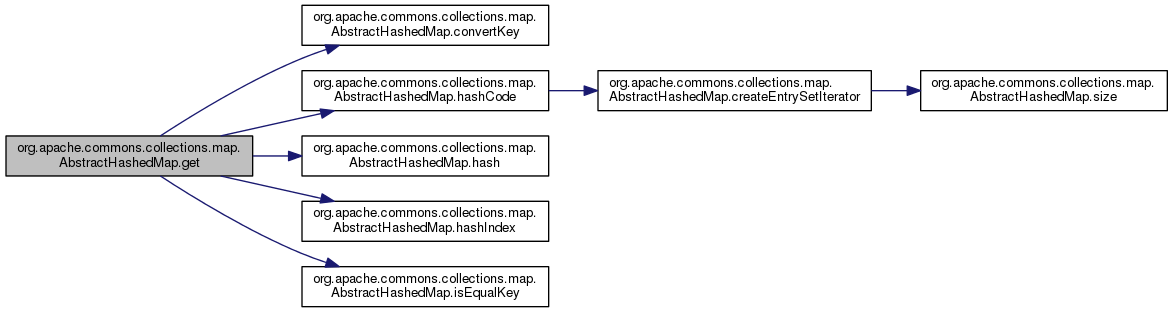 org.apache.commons.collections.map.
AbstractHashedMap.get
org.apache.commons.collections.map.
AbstractHashedMap.convertKey
org.apache.commons.collections.map.
AbstractHashedMap.hashCode
org.apache.commons.collections.map.
AbstractHashedMap.createEntrySetIterator
org.apache.commons.collections.map.
AbstractHashedMap.size
org.apache.commons.collections.map.
AbstractHashedMap.hash
org.apache.commons.collections.map.
AbstractHashedMap.hashIndex
org.apache.commons.collections.map.
AbstractHashedMap.isEqualKey